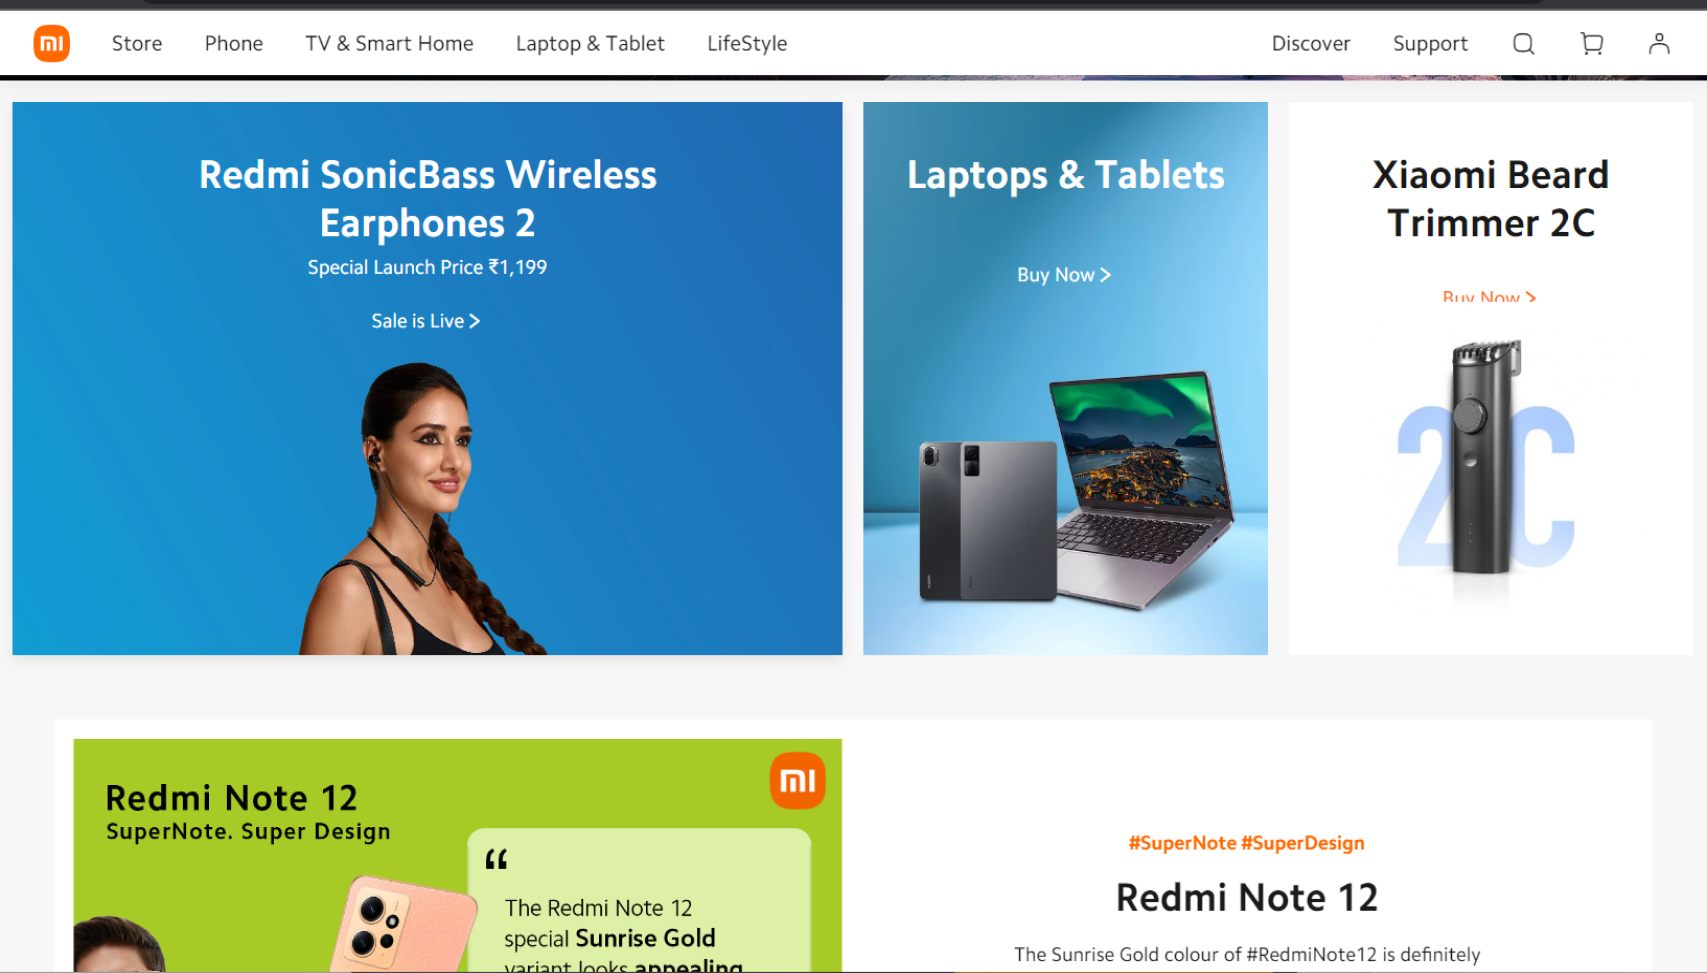 mi
Store
Phone
TV & Smart Home
Laptop & Tablet
LifeStyle
Discover
Support
Redmi SonicBass Wireless
Earphones 2
Special Launch Price ₹1,199
Sale is Live >
Laptops & Tablets
Buy Now >
Xiaomi Beard
Trimmer 2C
Buy Now >
2C
Redmi Note 12
SuperNote. Super Design
mi
“
The Redmi Note 12
special Sunrise Gold
variant looks appealing
#SuperNote #SuperDesign
Redmi Note 12
The Sunrise Gold colour of #RedmiNote12 is definitely